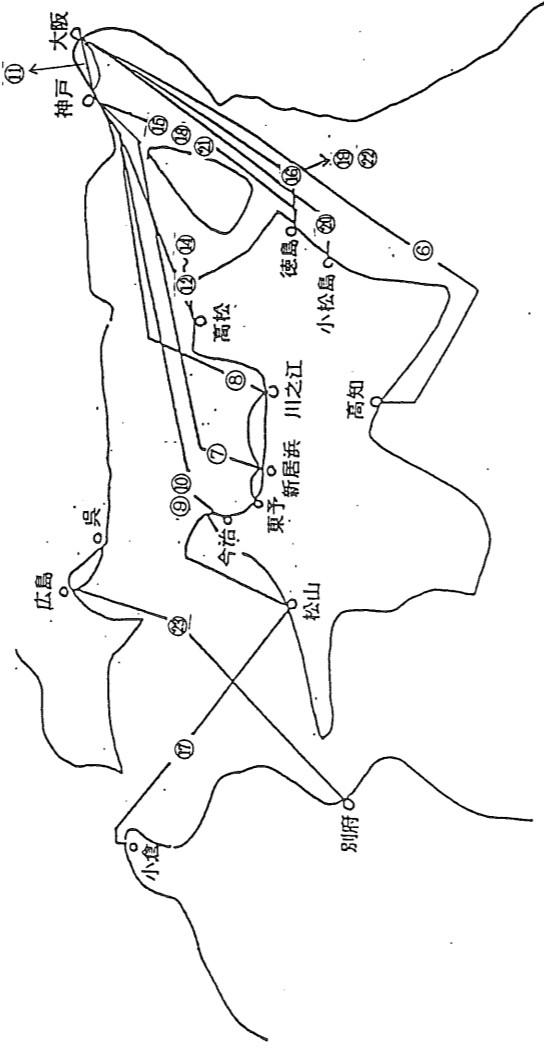 大阪
⑪
神戸
⑮
⑱
㉑
⑯
⑲
㉒
⑳
徳島
小松島
⑥
⑫~⑭
高松
⑧
川之江
高知
⑦
新居浜
⑨⑩
東予
今治
呉
広島
㉓
松山
⑰
小倉
別府